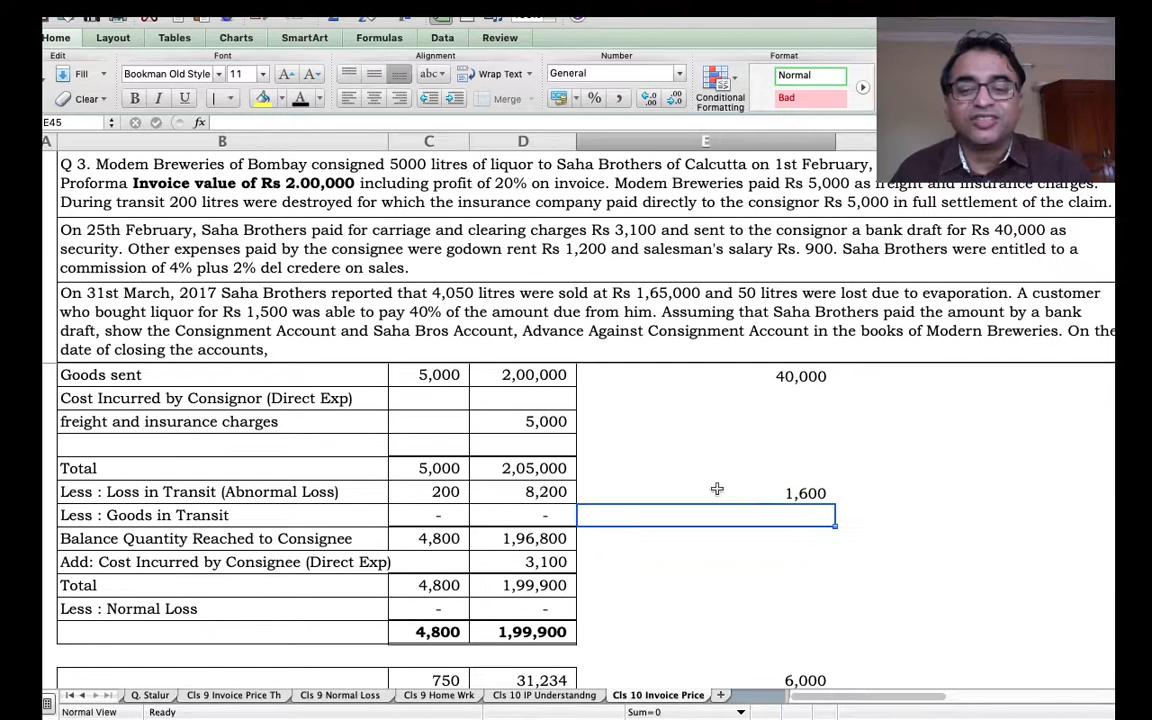 Home Layout Tables Charts SmartArt Formulas Data Review
Edit Font Alignment Number Format
Fill Bookman Old Style 11 A A abc Wrap Text General Normal
Clear B I U A Merge % Conditional Formatting Bad
E45 fx
A B C D E
Q 3. Modem Breweries of Bombay consigned 5000 litres of liquor to Saha Brothers of Calcutta on 1st February,
Proforma Invoice value of Rs 2.00,000 including profit of 20% on invoice. Modem Breweries paid Rs 5,000 as freight and insurance charges.
During transit 200 litres were destroyed for which the insurance company paid directly to the consignor Rs 5,000 in full settlement of the claim.
On 25th February, Saha Brothers paid for carriage and clearing charges Rs 3,100 and sent to the consignor a bank draft for Rs 40,000 as
security. Other expenses paid by the consignee were godown rent Rs 1,200 and salesman's salary Rs. 900. Saha Brothers were entitled to a
commission of 4% plus 2% del credere on sales.
On 31st March, 2017 Saha Brothers reported that 4,050 litres were sold at Rs 1,65,000 and 50 litres were lost due to evaporation. A customer
who bought liquor for Rs 1,500 was able to pay 40% of the amount due from him. Assuming that Saha Brothers paid the amount by a bank
draft, show the Consignment Account and Saha Bros Account, Advance Against Consignment Account in the books of Modern Breweries. On the
date of closing the accounts,
Goods sent 5,000 2,00,000 40,000
Cost Incurred by Consignor (Direct Exp)
freight and insurance charges 5,000
Total 5,000 2,05,000
Less : Loss in Transit (Abnormal Loss) 200 8,200 1,600
Less : Goods in Transit - -
Balance Quantity Reached to Consignee 4,800 1,96,800
Add: Cost Incurred by Consignee (Direct Exp) 3,100
Total 4,800 1,99,900
Less : Normal Loss - -
4,800 1,99,900
750 31,234 6,000
Q. Stalur Cls 9 Invoice Price Th Cls 9 Normal Loss Cls 9 Home Wrk Cls 10 IP Understandng Cls 10 Invoice Price +
Normal View Ready Sum=0